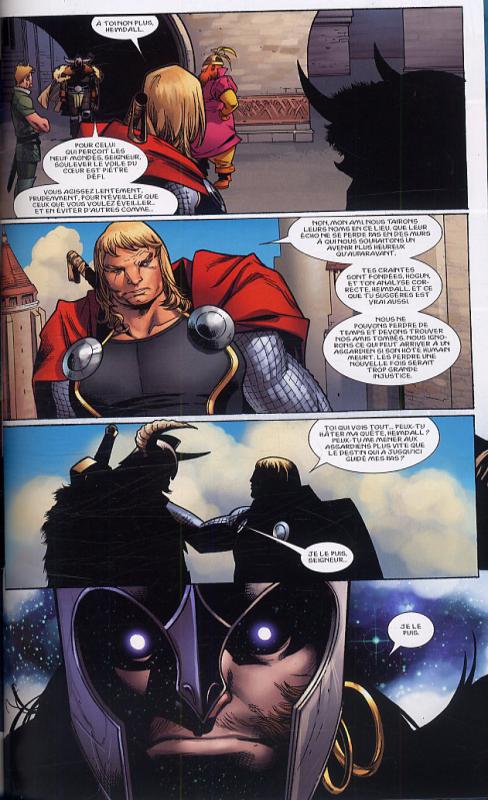 À TOI NON PLUS,
HEIMDALL.
POUR CELUI
QUI PERÇOIT LES
NEUF MONDES, SEIGNEUR,
SOULEVER LE VOILE DU
CŒUR EST PIÈTRE
DÉFI.
VOUS AGISSEZ LENTEMENT,
PRUDEMMENT, POUR N'ÉVEILLER QUE
CEUX QUE VOUS VOULEZ ÉVEILLER...
ET EN ÉVITER D'AUTRES COMME...
NON, MON AMI, NOUS TAIRONS
LEURS NOMS EN CE LIEU. QUE LEUR
ÉCHO NE SE PERDE PAS EN DES MURS
À QUI NOUS SOUHAITONS UN
AVENIR PLUS HEUREUX
QU'AUPARAVANT.
TES CRAINTES
SONT FONDÉES, HOGUN,
ET TON ANALYSE COR-
RECTE, HEIMDALL, ET CE
QUE TU SUGGÈRES EST
VRAI AUSSI.
NOUS NE
POUVONS PERDRE DE
TEMPS ET DEVONS TROUVER
NOS AMIS TOMBÉS. NOUS IGNO-
RONS CE QUI PEUT ARRIVER À UN
ASGARDIEN SI SON HÔTE HUMAIN
MEURT. LES PERDRE UNE
NOUVELLE FOIS SERAIT
TROP GRANDE
INJUSTICE.
TOI QUI VOIS TOUT... PEUX-TU
HÂTER MA QUÊTE, HEIMDALL ?
PEUX-TU ME MENER AUX
ASGARDIENS PLUS VITE QUE
LE DESTIN QUI A JUSQU'ICI
GUIDÉ MES PAS ?
JE LE PUIS,
SEIGNEUR...
JE LE
PUIS.